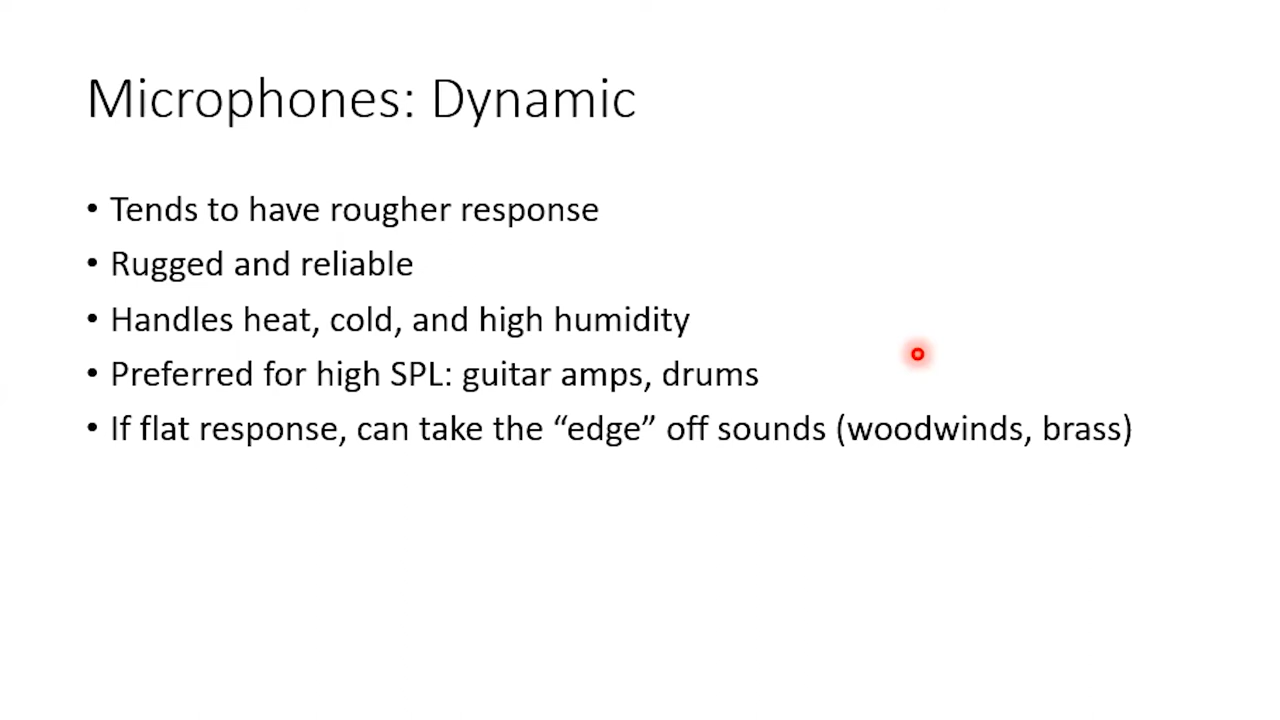 Microphones: Dynamic
• Tends to have rougher response
• Rugged and reliable
• Handles heat, cold, and high humidity
• Preferred for high SPL: guitar amps, drums
• If flat response, can take the “edge” off sounds (woodwinds, brass)